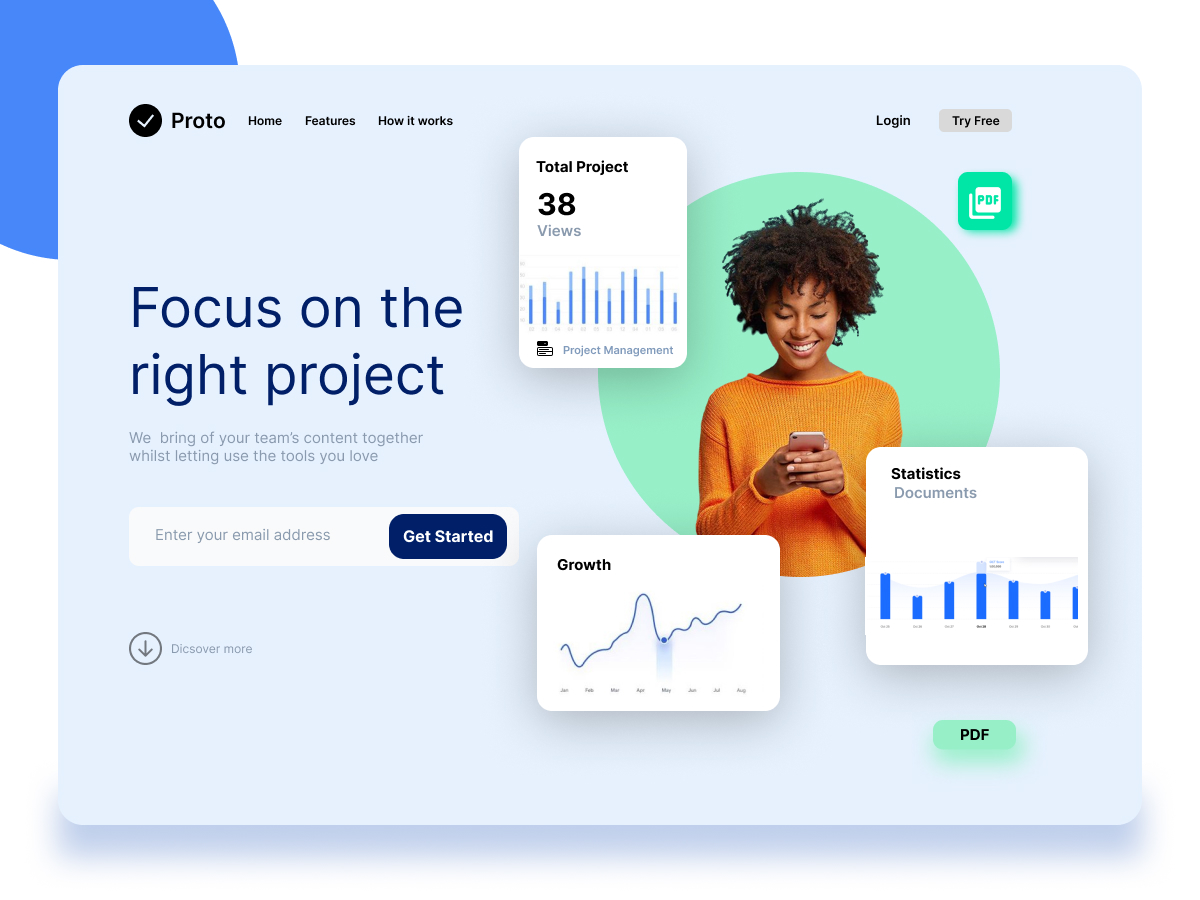 Proto
Home
Features
How it works
Login
Try Free
Total Project
38
Views
Project Management
PDF
Focus on the
right project
We  bring of your team's content together
whilst letting use the tools you love
Enter your email address
Get Started
Dicsover more
Growth
Jan Feb Mar Apr May Jun Jul Aug
Statistics
Documents
PDF